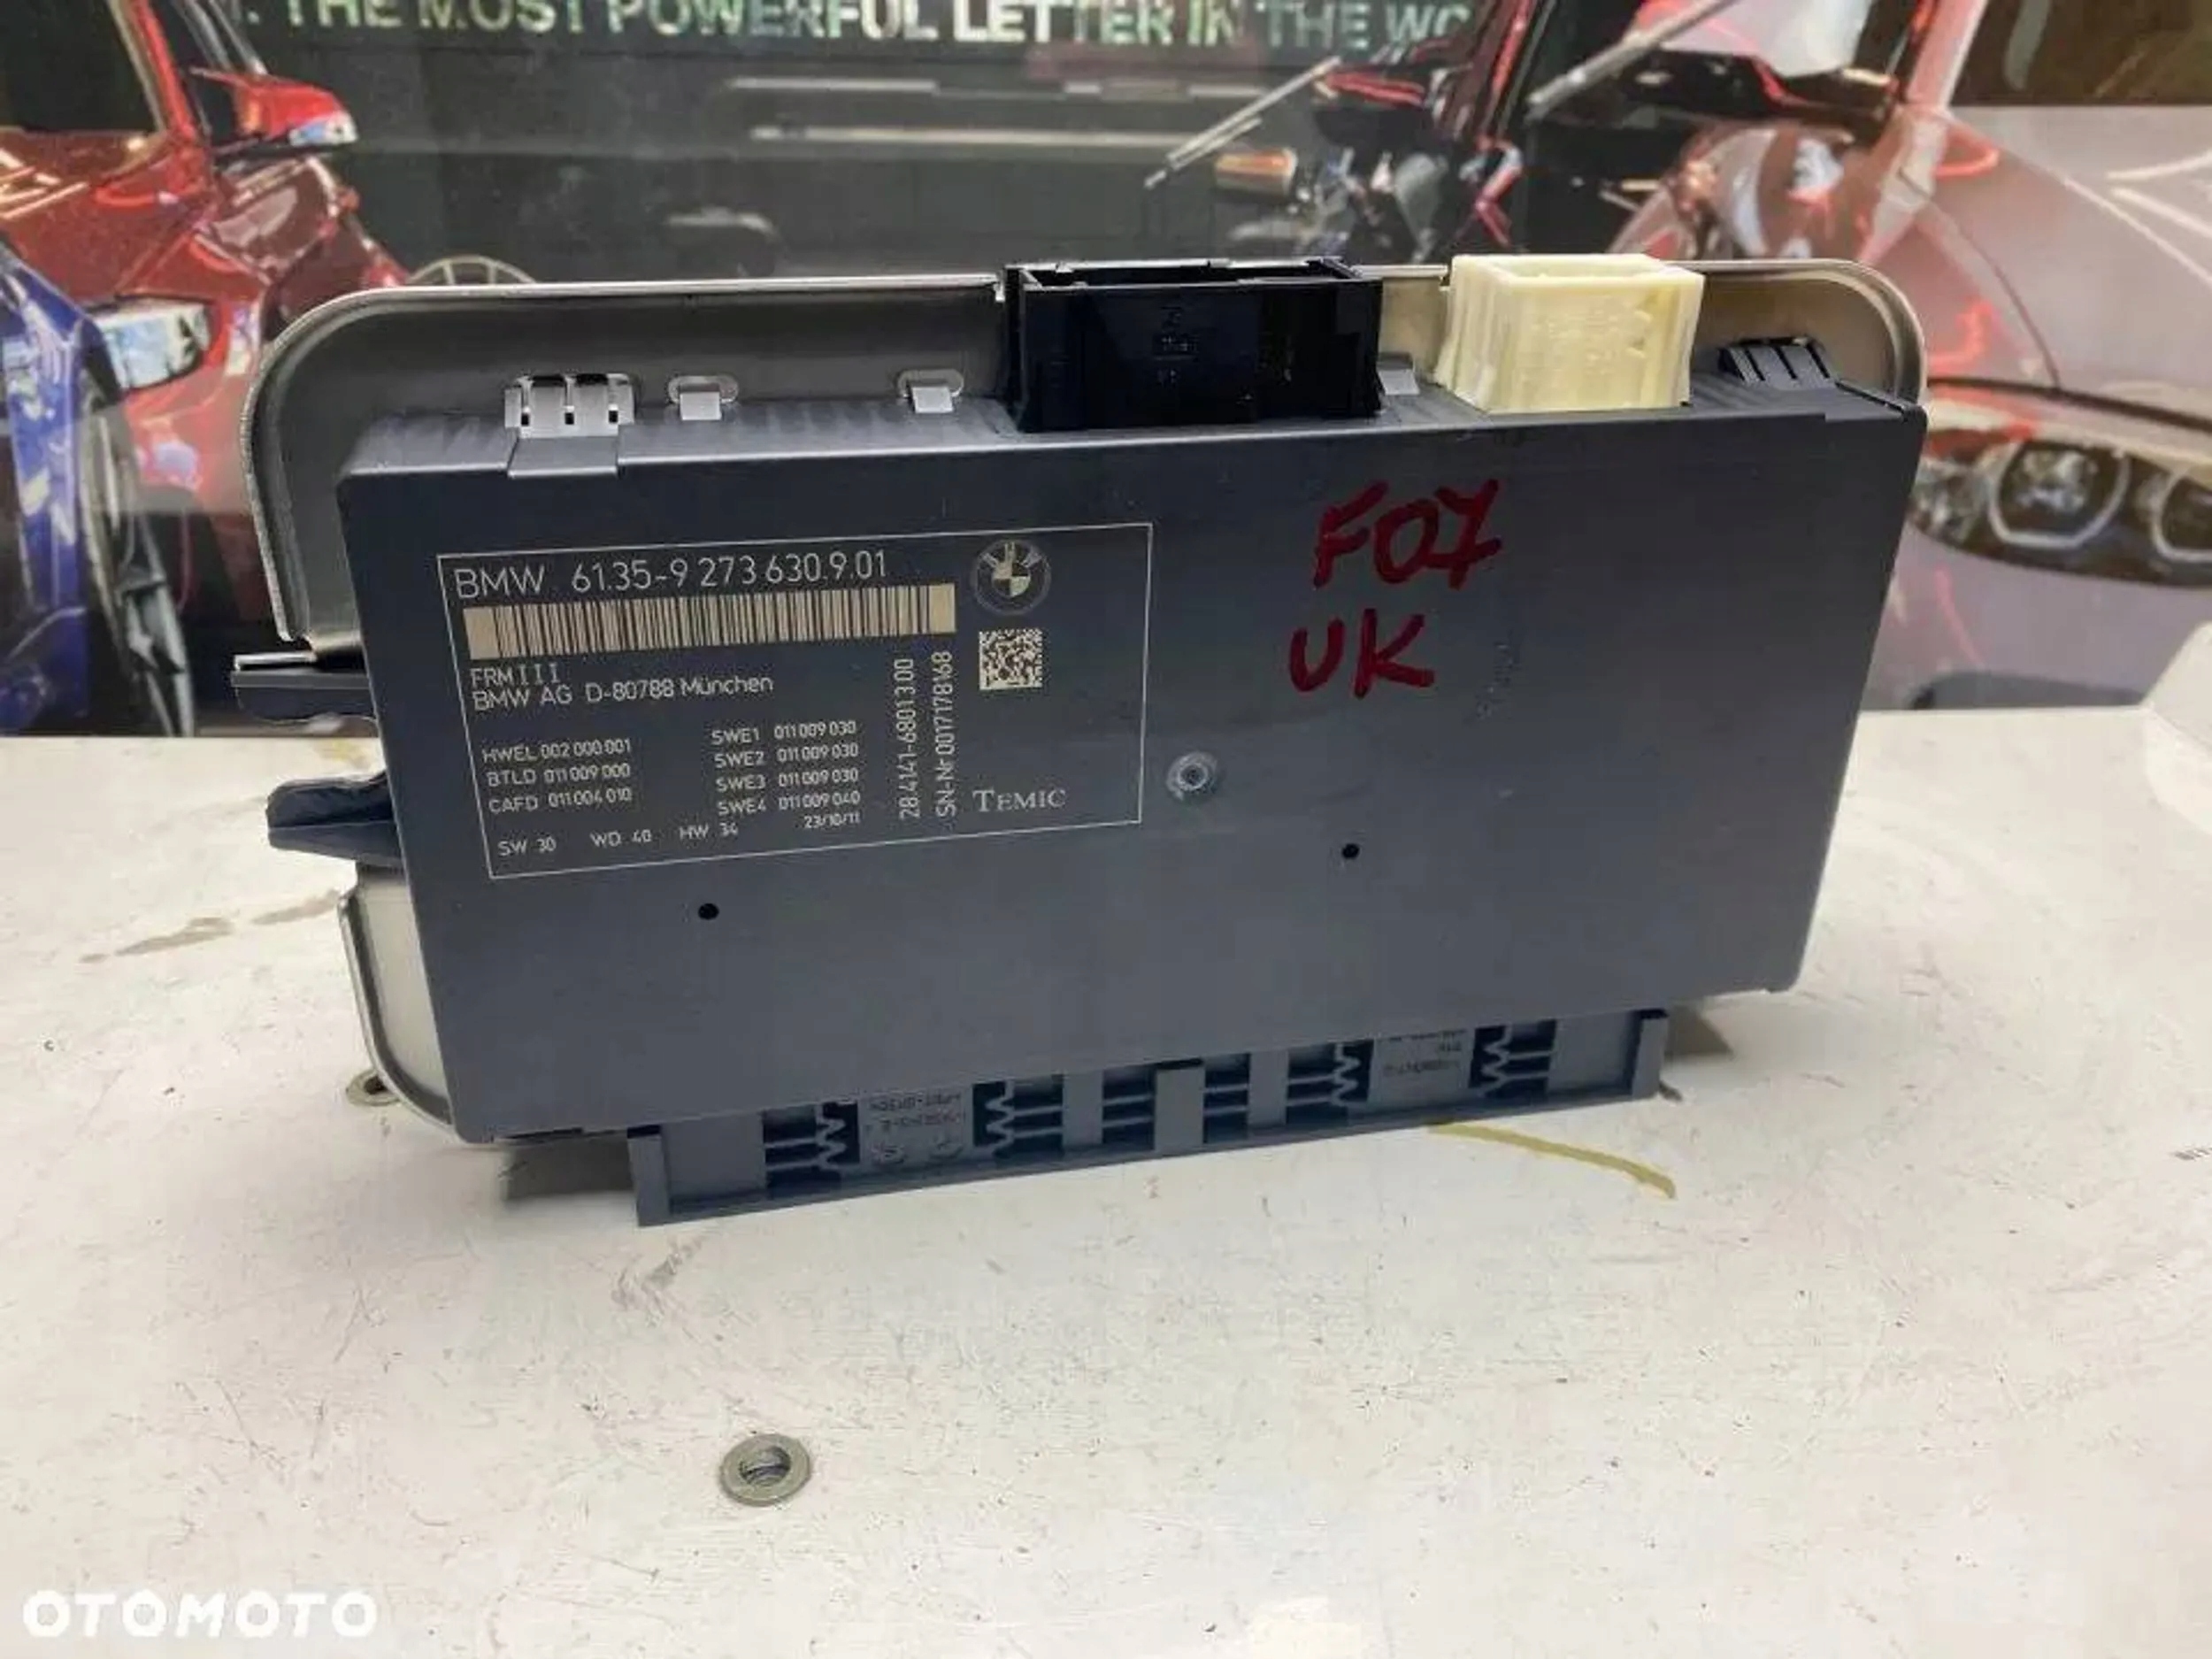 . THE MOST POWERFUL LETTER IN THE WO
BMW 61.35-9 273 630.9.01
FRM III
BMW AG D-80788 München
HWEL 002 000 001
BTLD 011 009 000
CAFD 011 004 010
SWE1 011 009 030
SWE2 011 009 030
SWE3 011 009 030
SWE4 011 009 040
SW 30 WD 40 HW 34 23/10/11
28.4141-6801 3.00
SN-Nr 0017178168
TEMIC
F07
UK
OTOMOTO